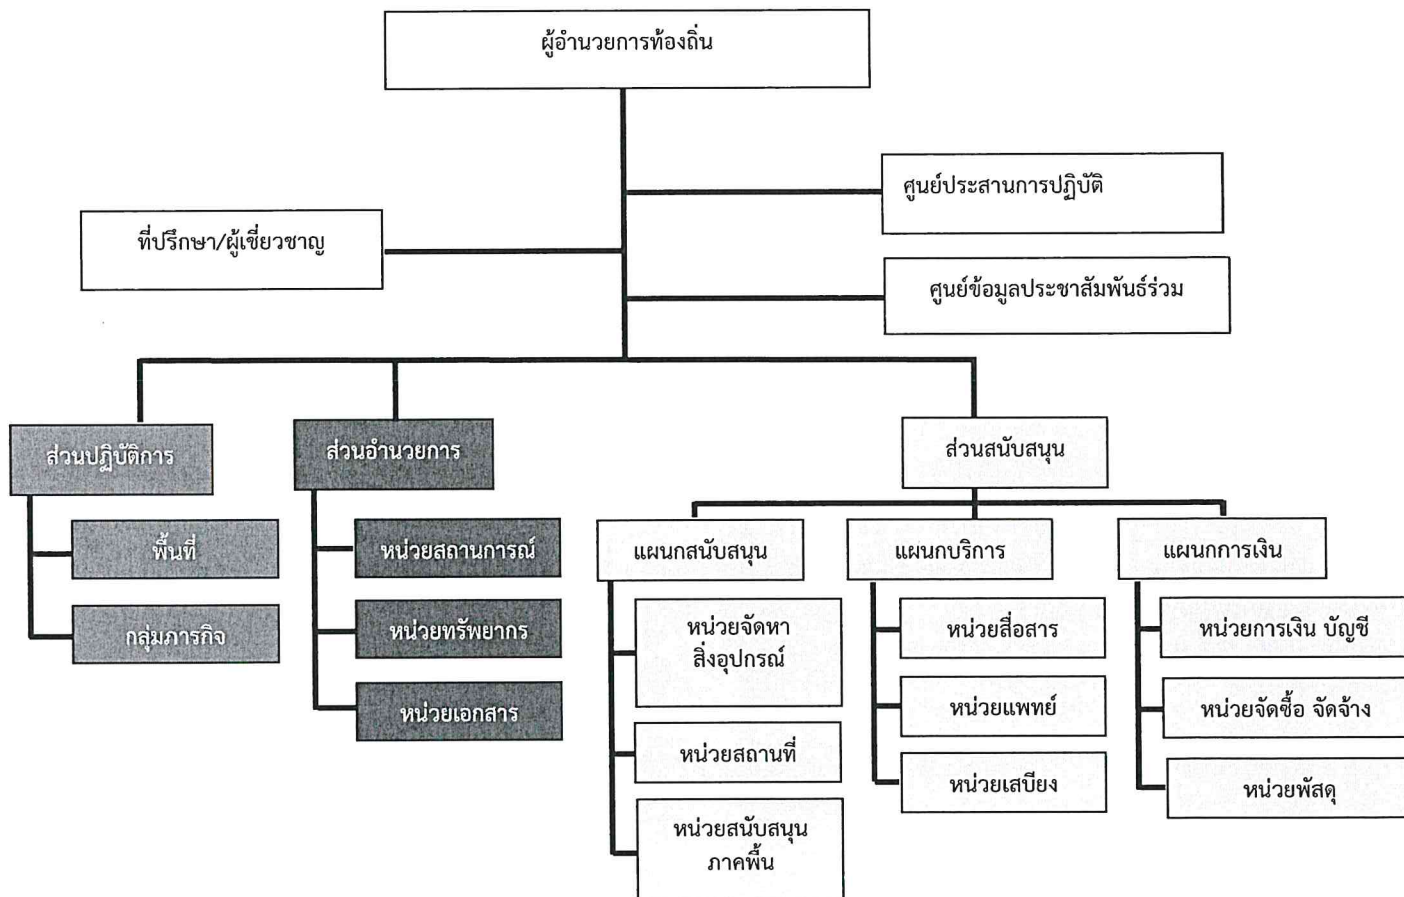 ผู้อำนวยการท้องถิ่น
ศูนย์ประสานการปฏิบัติ
ที่ปรึกษา/ผู้เชี่ยวชาญ
ศูนย์ข้อมูลประชาสัมพันธ์ร่วม
ส่วนปฏิบัติการ
พื้นที่
กลุ่มภารกิจ
ส่วนอำนวยการ
หน่วยสถานการณ์
หน่วยทรัพยากร
หน่วยเอกสาร
ส่วนสนับสนุน
แผนกสนับสนุน
หน่วยจัดหา
สิ่งอุปกรณ์
หน่วยสถานที่
หน่วยสนับสนุน
ภาคพื้น
แผนกบริการ
หน่วยสื่อสาร
หน่วยแพทย์
หน่วยเสบียง
แผนกการเงิน
หน่วยการเงิน บัญชี
หน่วยจัดซื้อ จัดจ้าง
หน่วยพัสดุ